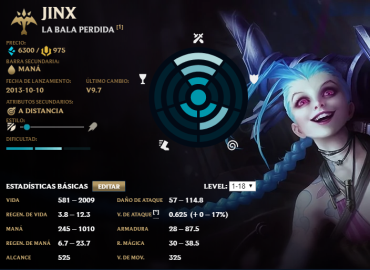 JINX
LA BALA PERDIDA [1]
PRECIO:
6300 / 975
BARRA SECUNDARIA:
MANÁ
FECHA DE LANZAMIENTO: ÚLTIMO CAMBIO:
2013-10-10 V9.7
ATRIBUTOS SECUNDARIOS:
A DISTANCIA
ESTILO:
DIFICULTAD:
ESTADÍSTICAS BÁSICAS EDITAR LEVEL: 1-18
VIDA 581 – 2009 DAÑO DE ATAQUE 57 – 114.8
REGEN. DE VIDA 3.8 – 12.3 V. DE ATAQUE [*] 0.625 (+ 0 – 17%)
MANÁ 245 – 1010 ARMADURA 28 – 87.5
REGEN. DE MANÁ 6.7 – 23.7 R. MÁGICA 30 – 38.5
ALCANCE 525 V. DE MOV. 325